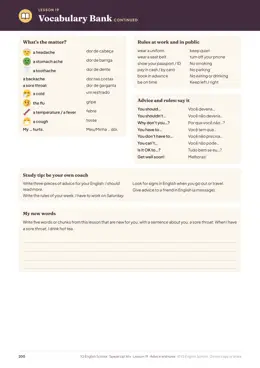 LESSON 19
Vocabulary Bank CONTINUED
What's the matter?
a headache dor de cabeça
a stomach ache dor de barriga
a toothache dor de dente
a backache dor nas costas
a sore throat dor de garganta
a cold um resfriado
the flu gripe
a temperature / a fever febre
a cough tosse
My ... hurts. Meu/Minha... dói.
Rules at work and in public
wear a uniform keep quiet
wear a seat belt turn off your phone
show your passport / ID No smoking
pay in cash / by card No parking
book in advance No eating or drinking
be on time Keep left / right
Advice and rules: say it
You should... Você deveria...
You shouldn't... Você não deveria...
Why don't you...? Por que você não...?
You have to... Você tem que...
You don't have to... Você não precisa...
You can't... Você não pode...
Is it OK to...? Tudo bem se eu...?
Get well soon! Melhoras!
Study tip: be your own coach
Write three pieces of advice for your English: I should
read more.
Write the rules of your week: I have to work on Saturday.
Look for signs in English when you go out or travel.
Give advice to a friend in English by message.
My new words
Write five words or chunks from this lesson that are new for you, with a sentence about you: a sore throat. When I have
a sore throat, I drink hot tea.